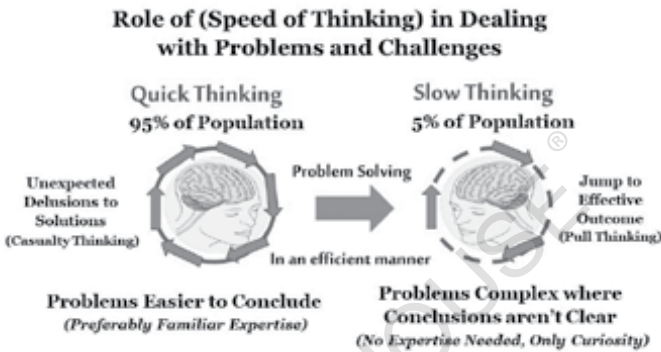 Role of (Speed of Thinking) in Dealing
with Problems and Challenges
Quick Thinking
95% of Population
Slow Thinking
5% of Population
Unexpected
Delusions to
Solutions
(Casualty Thinking)
Problem Solving
In an efficient manner
Jump to
Effective
Outcome
(Pull Thinking)
Problems Easier to Conclude
(Preferably Familiar Expertise)
Problems Complex where
Conclusions aren't Clear
(No Expertise Needed, Only Curiosity)
OUSE®